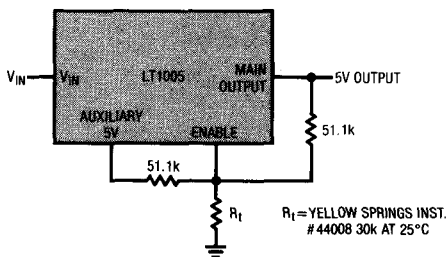 V_IN
V_IN
LT1005
MAIN
OUTPUT
5V OUTPUT
AUXILIARY
5V
ENABLE
51.1k
51.1k
R_t
R_t=YELLOW SPRINGS INST.
#44008 30k AT 25°C